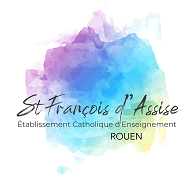 St François d'Assise
Établissement Catholique d'Enseignement
ROUEN